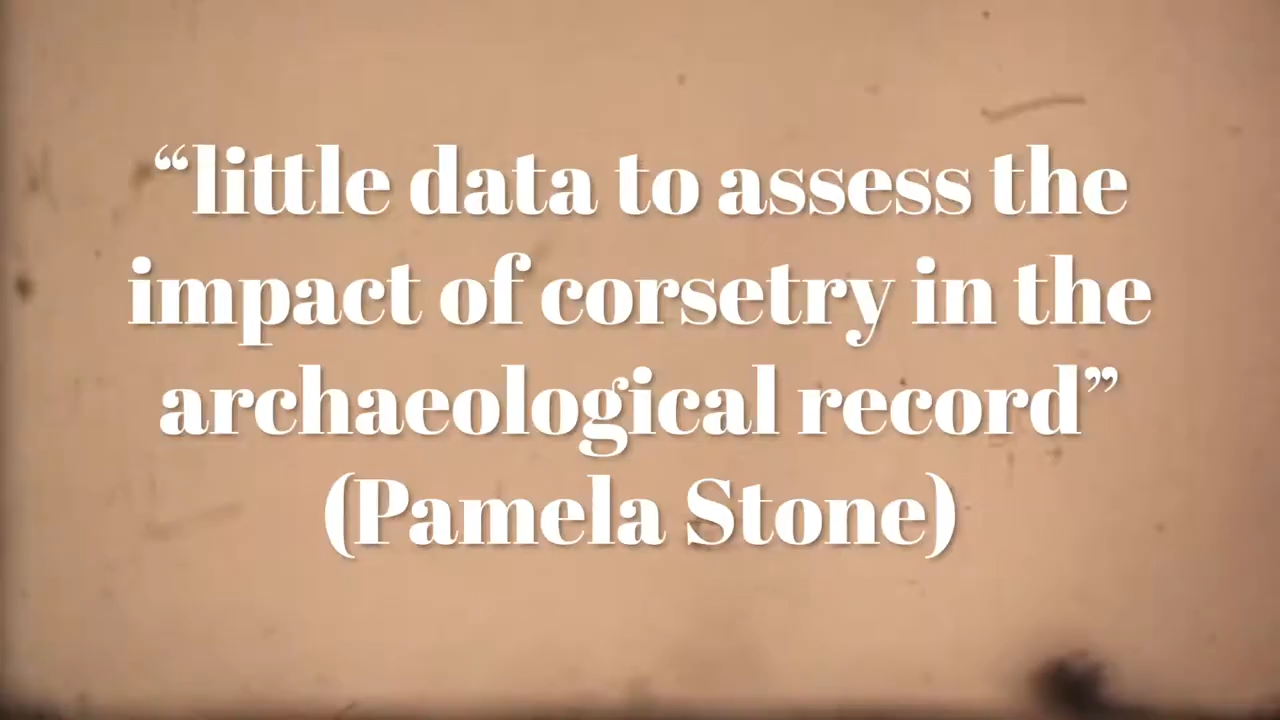 “little data to assess the
impact of corsetry in the
archaeological record”
(Pamela Stone)